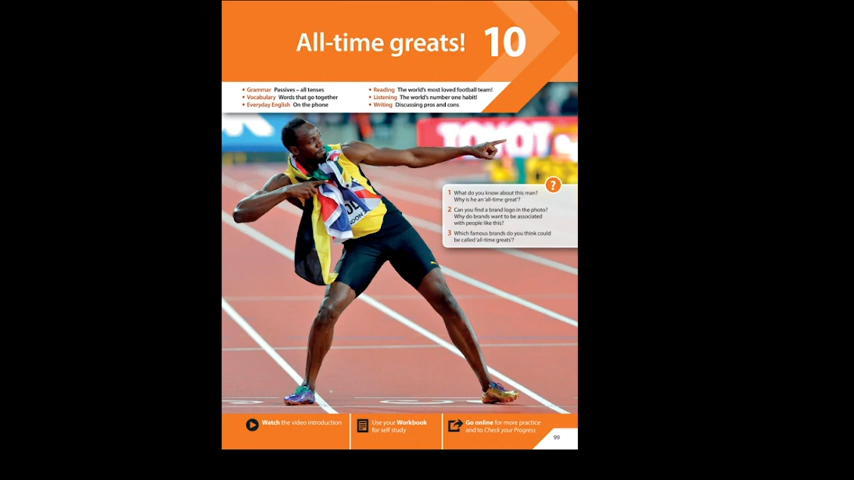 All-time greats! 10
• Grammar Passives – all tenses
• Vocabulary Words that go together
• Everyday English On the phone
• Reading The world's most loved football team!
• Listening The world's number one habit!
• Writing Discussing pros and cons
TOYOT
?
1 What do you know about this man?
Why is he an 'all-time great'?
2 Can you find a brand logo in the photo?
Why do brands want to be associated
with people like this?
3 Which famous brands do you think could
be called 'all-time greats'?
Watch the video introduction
Use your Workbook
for self study
Go online for more practice
and to Check your Progress
99